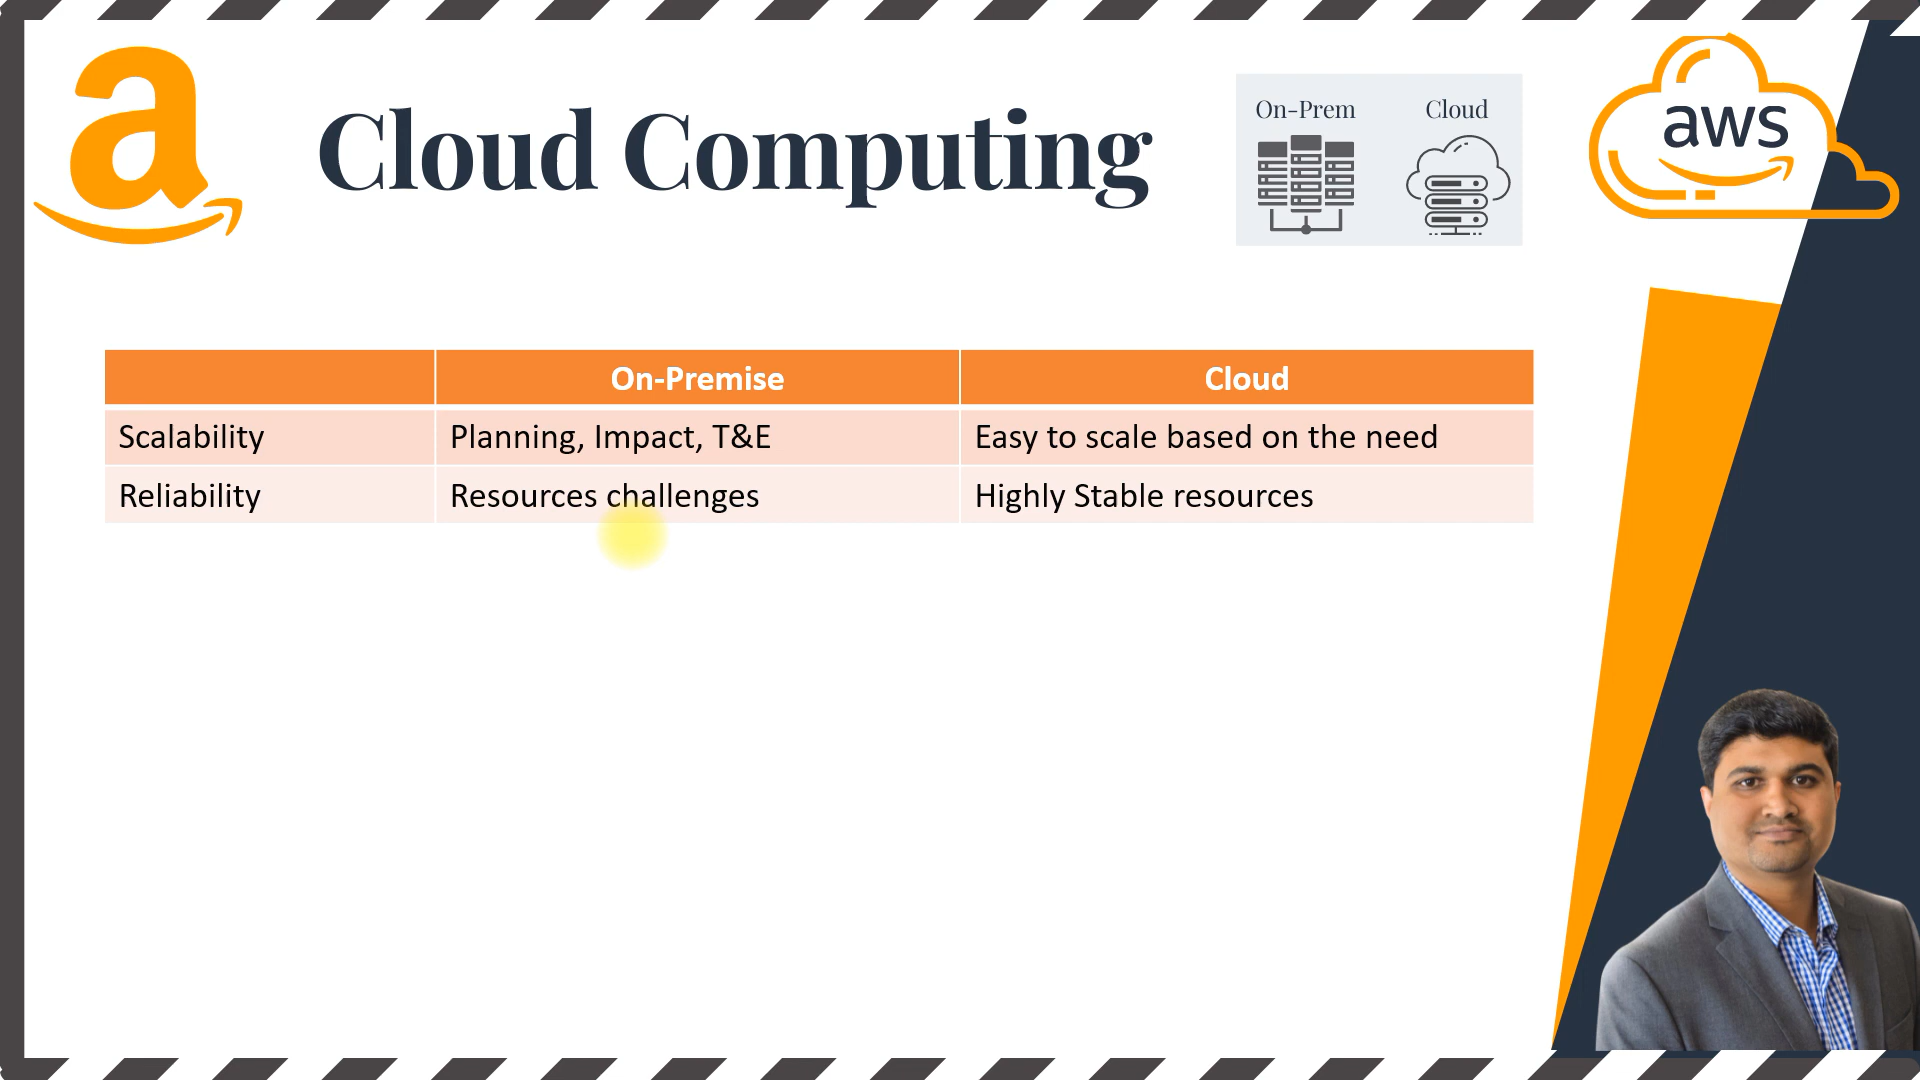 a
Cloud Computing
On-Prem Cloud
aws
On-Premise Cloud
Scalability Planning, Impact, T&E Easy to scale based on the need
Reliability Resources challenges Highly Stable resources